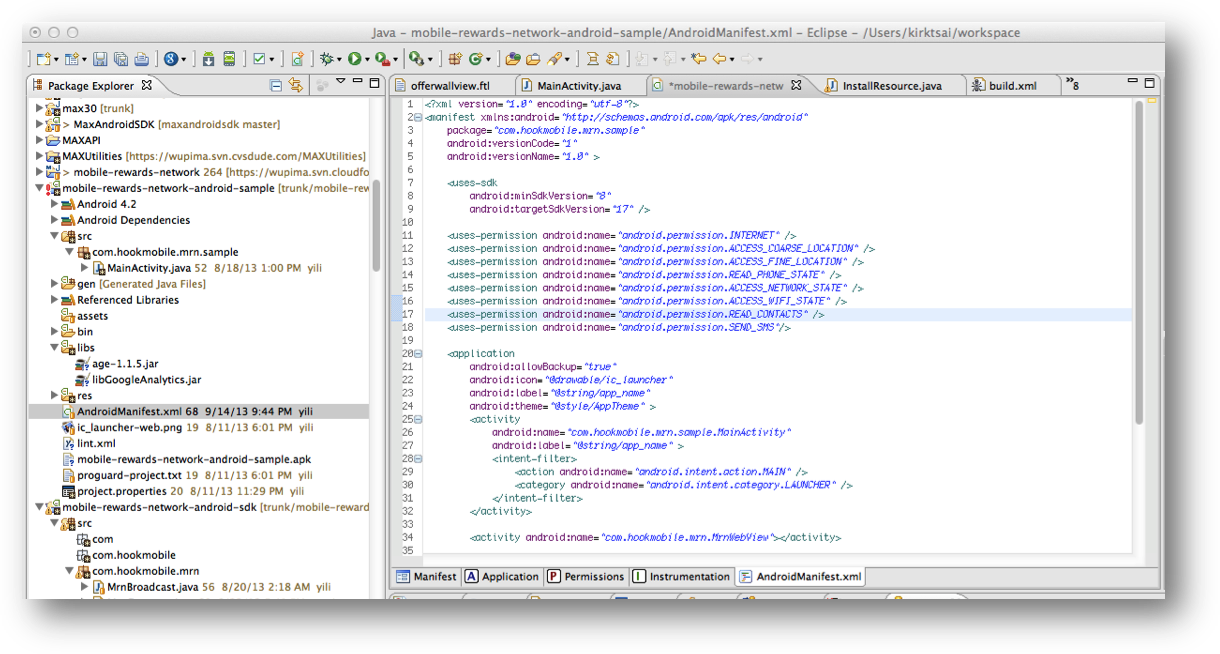 Java – mobile-rewards-network-android-sample/AndroidManifest.xml – Eclipse – /Users/kirktsai/workspace
Package Explorer
max30 [trunk]
> MaxAndroidSDK [maxandroidsdk master]
MAXAPI
MAXUtilities [https://wupima.svn.cvsdude.com/MAXUtilities]
> mobile-rewards-network 264 [https://wupima.svn.cloudfo
mobile-rewards-network-android-sample [trunk/mobile-rew
Android 4.2
Android Dependencies
src
com.hookmobile.mrn.sample
MainActivity.java 52 8/18/13 1:00 PM yili
gen [Generated Java Files]
Referenced Libraries
assets
bin
libs
age-1.1.5.jar
libGoogleAnalytics.jar
res
AndroidManifest.xml 68 9/14/13 9:44 PM yili
ic_launcher-web.png 19 8/11/13 6:01 PM yili
lint.xml
mobile-rewards-network-android-sample.apk
proguard-project.txt 19 8/11/13 6:01 PM yili
project.properties 20 8/11/13 11:29 PM yili
mobile-rewards-network-android-sdk [trunk/mobile-reward
src
com
com.hookmobile
com.hookmobile.mrn
MrnBroadcast.java 56 8/20/13 2:18 AM yili
offerwallview.ftl
MainActivity.java
*mobile-rewards-netw
InstallResource.java
build.xml
»8
1 <?xml version="1.0" encoding="utf-8"?>
2 <manifest xmlns:android="http://schemas.android.com/apk/res/android"
3 package="com.hookmobile.mrn.sample"
4 android:versionCode="1"
5 android:versionName="1.0" >
6
7 <uses-sdk
8 android:minSdkVersion="8"
9 android:targetSdkVersion="17" />
10
11 <uses-permission android:name="android.permission.INTERNET" />
12 <uses-permission android:name="android.permission.ACCESS_COARSE_LOCATION" />
13 <uses-permission android:name="android.permission.ACCESS_FINE_LOCATION" />
14 <uses-permission android:name="android.permission.READ_PHONE_STATE" />
15 <uses-permission android:name="android.permission.ACCESS_NETWORK_STATE" />
16 <uses-permission android:name="android.permission.ACCESS_WIFI_STATE" />
17 <uses-permission android:name="android.permission.READ_CONTACTS" />
18 <uses-permission android:name="android.permission.SEND_SMS"/>
19
20 <application
21 android:allowBackup="true"
22 android:icon="@drawable/ic_launcher"
23 android:label="@string/app_name"
24 android:theme="@style/AppTheme" >
25 <activity
26 android:name="com.hookmobile.mrn.sample.MainActivity"
27 android:label="@string/app_name" >
28 <intent-filter>
29 <action android:name="android.intent.action.MAIN" />
30 <category android:name="android.intent.category.LAUNCHER" />
31 </intent-filter>
32 </activity>
33
34 <activity android:name="com.hookmobile.mrn.MrnWebView"></activity>
35
Manifest
A Application
P Permissions
I Instrumentation
AndroidManifest.xml